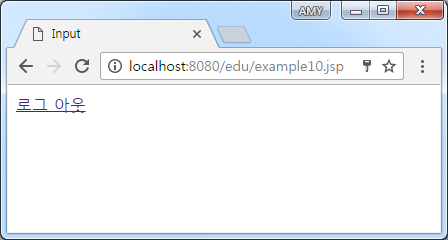 AMY
Input
localhost:8080/edu/example10.jsp
로그 아웃